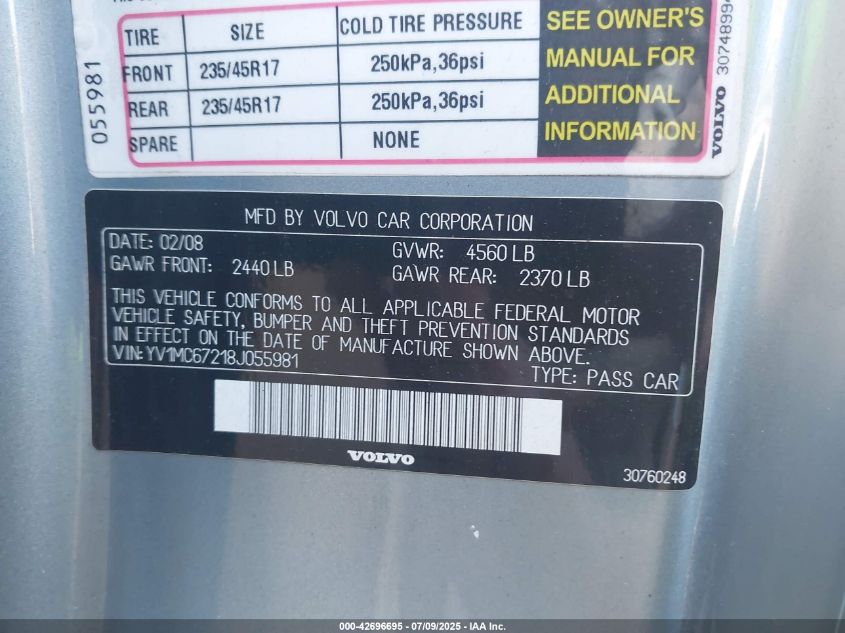 TIRE SIZE COLD TIRE PRESSURE
FRONT 235/45R17 250kPa,36psi
REAR 235/45R17 250kPa,36psi
SPARE NONE
SEE OWNER'S
MANUAL FOR
ADDITIONAL
INFORMATION
055981
VOLVO 30748994
MFD BY VOLVO CAR CORPORATION
DATE: 02/08 GVWR: 4560 LB
GAWR FRONT: 2440 LB GAWR REAR: 2370 LB
THIS VEHICLE CONFORMS TO ALL APPLICABLE FEDERAL MOTOR
VEHICLE SAFETY, BUMPER AND THEFT PREVENTION STANDARDS
IN EFFECT ON THE DATE OF MANUFACTURE SHOWN ABOVE.
VIN:YV1MC67218J055981
TYPE: PASS CAR
VOLVO
30760248
000-42696695 - 07/09/2025 - IAA Inc.